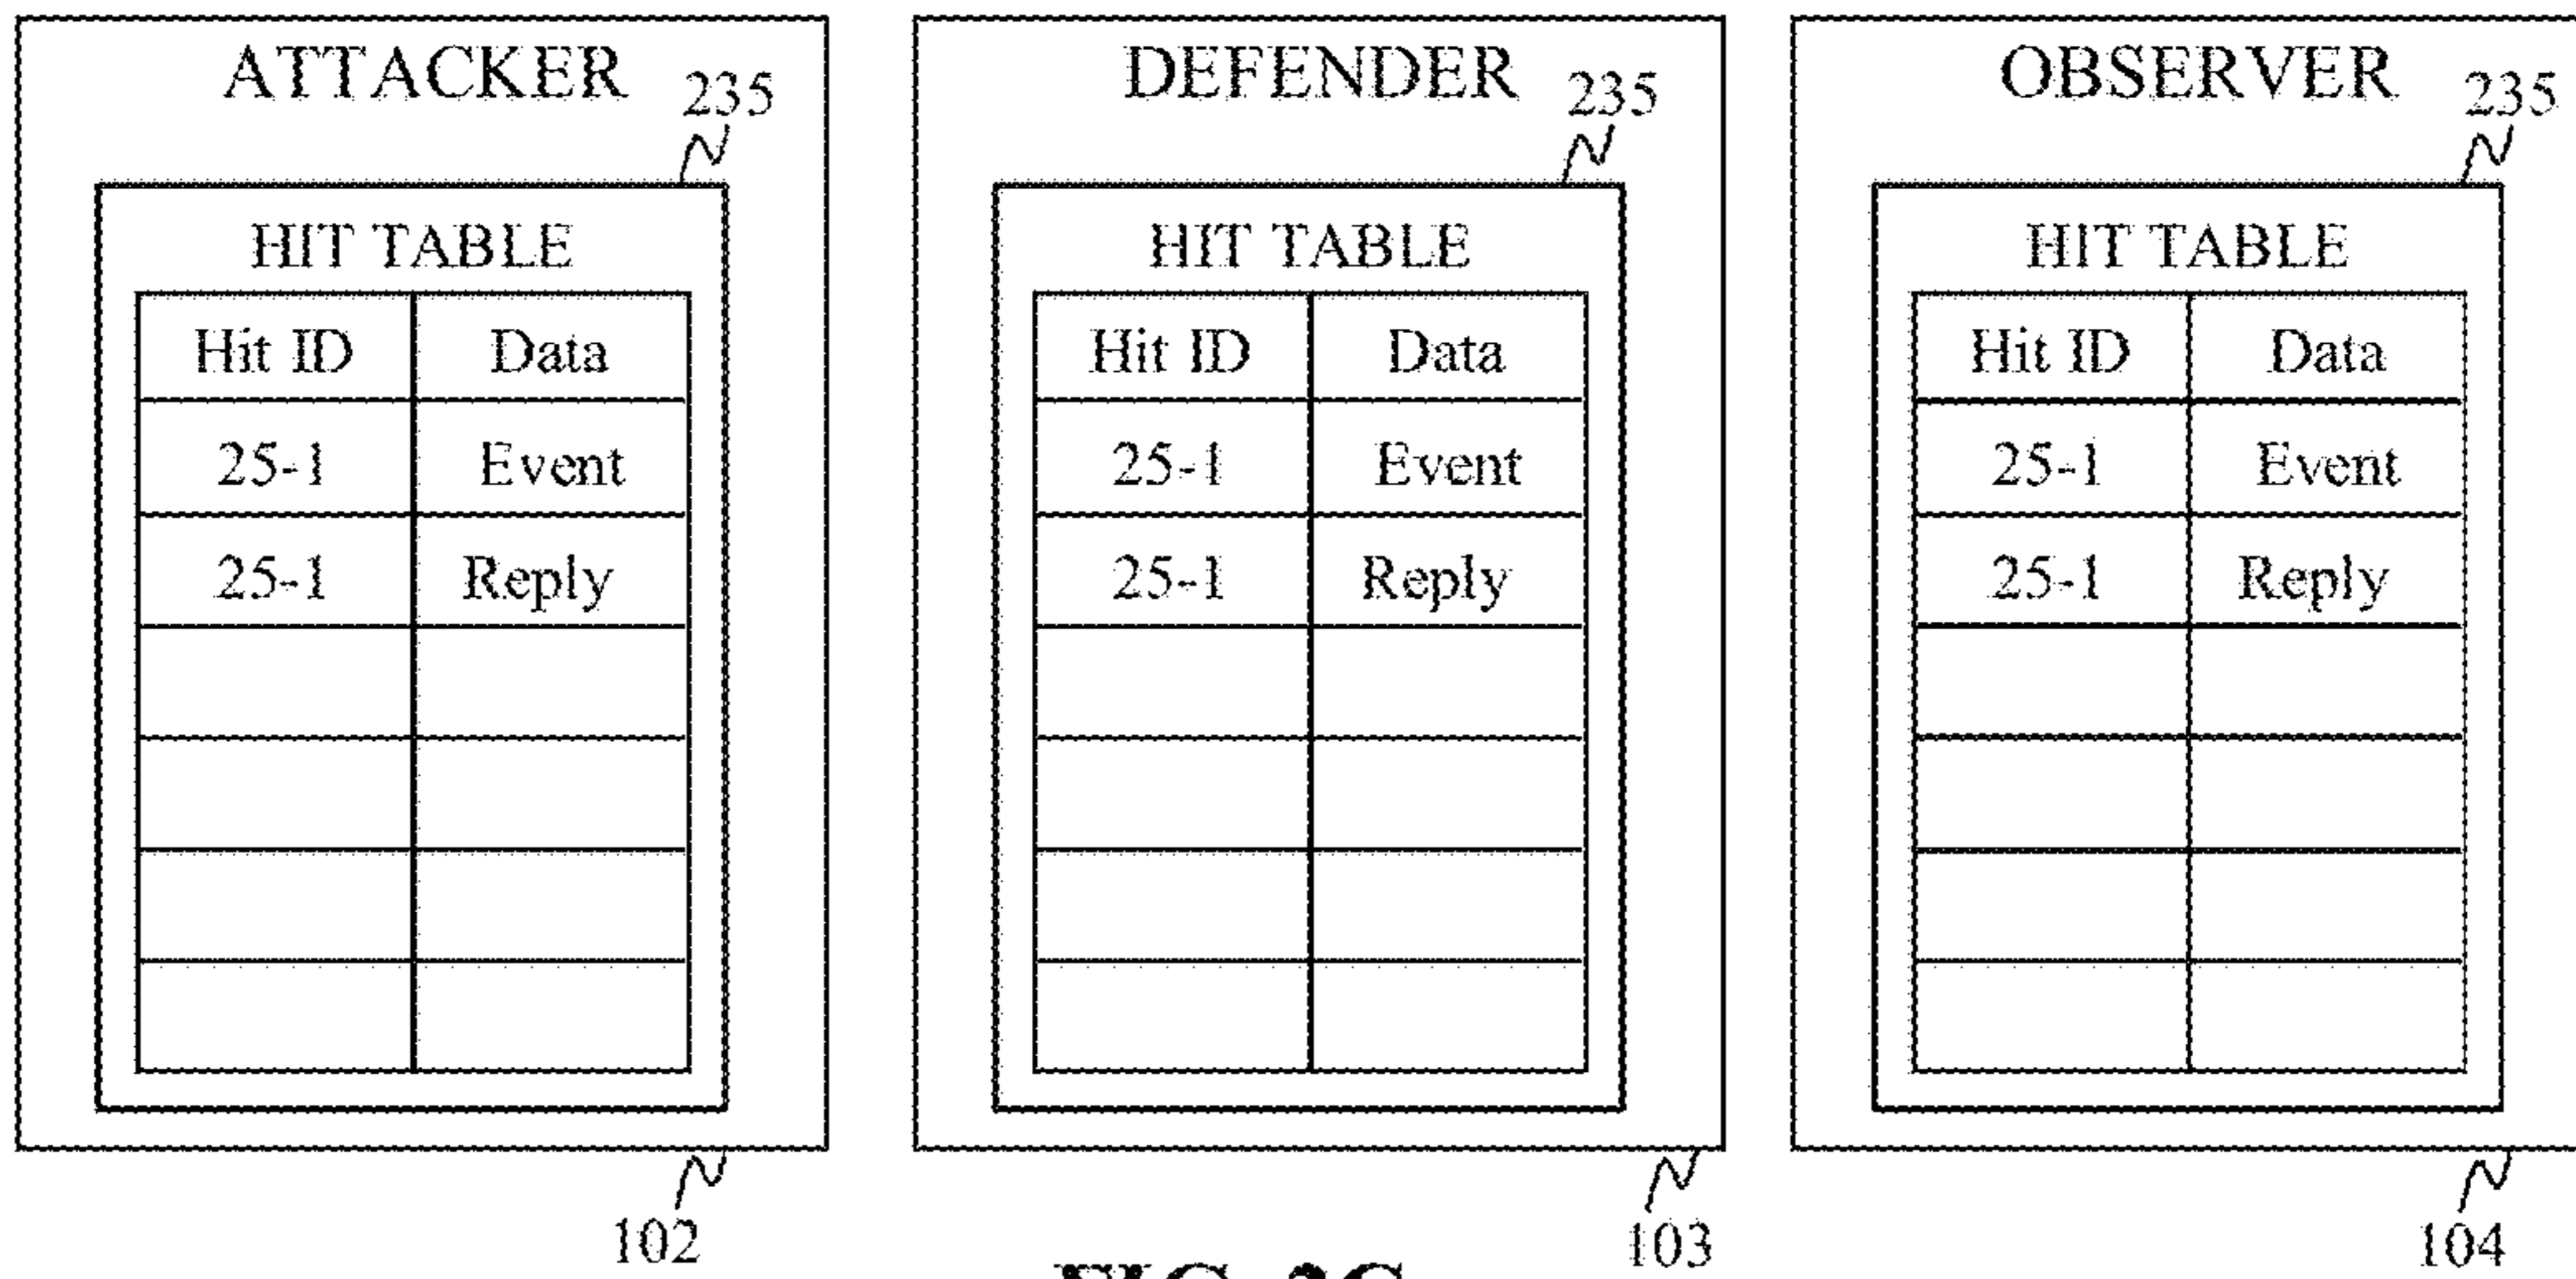 ATTACKER 235
HIT TABLE
Hit ID Data
25-1 Event
25-1 Reply
102
DEFENDER 235
HIT TABLE
Hit ID Data
25-1 Event
25-1 Reply
103
OBSERVER 235
HIT TABLE
Hit ID Data
25-1 Event
25-1 Reply
104